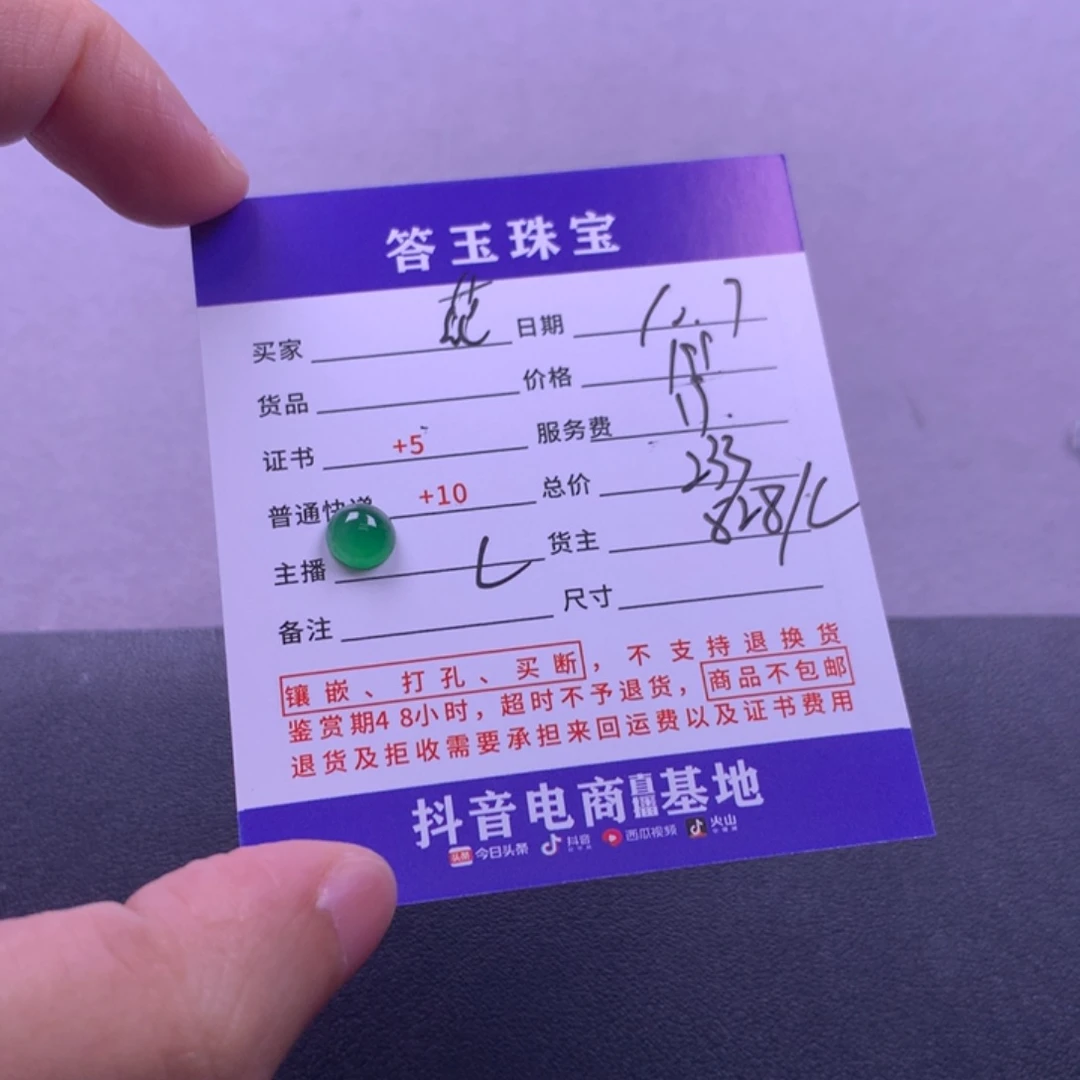 答玉珠宝
买家 苽 日期
货品 价格
证书 +5 服务费
普通快递 +10 总价 233
主播 L 货主 828/L
备注 尺寸
镶嵌、打孔、买断，不支持退换货
鉴赏期48小时，超时不予退货，商品不包邮
退货及拒收需要承担来回运费以及证书费用
抖音电商直播基地
头条 今日头条 抖音 西瓜视频 火山